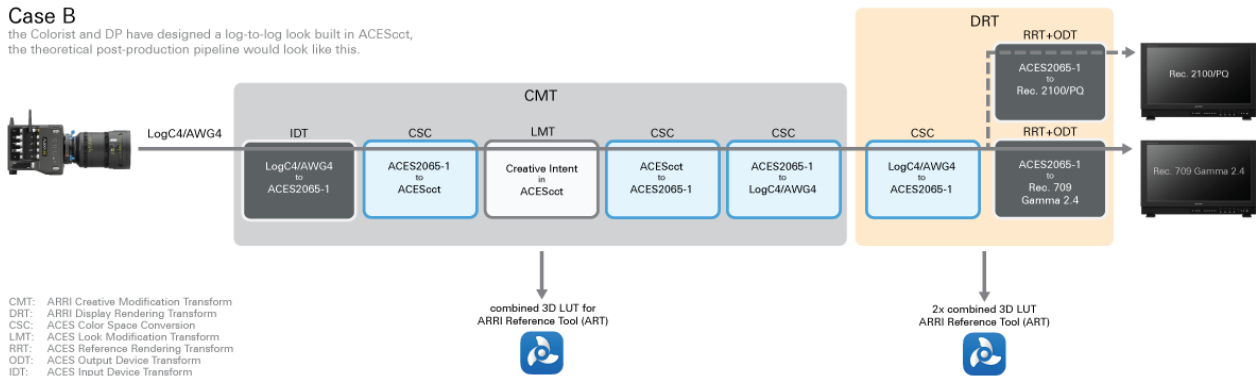 Case B
the Colorist and DP have designed a log-to-log look built in ACEScct,
the theoretical post-production pipeline would look like this.
DRT
RRT+ODT
ACES2065-1
to
Rec. 2100/PQ
Rec. 2100/PQ
CMT
LogC4/AWG4
IDT
LogC4/AWG4
to
ACES2065-1
CSC
ACES2065-1
to
ACEScct
LMT
Creative Intent
in
ACEScct
CSC
ACEScct
to
ACES2065-1
CSC
ACES2065-1
to
LogC4/AWG4
CSC
LogC4/AWG4
to
ACES2065-1
RRT+ODT
ACES2065-1
to
Rec. 709
Gamma 2.4
Rec. 709 Gamma 2.4
combined 3D LUT for
ARRI Reference Tool (ART)
2x combined 3D LUT
ARRI Reference Tool (ART)
CMT: ARRI Creative Modification Transform
DRT: ARRI Display Rendering Transform
CSC: ACES Color Space Conversion
LMT: ACES Look Modification Transform
RRT: ACES Reference Rendering Transform
ODT: ACES Output Device Transform
IDT: ACES Input Device Transform